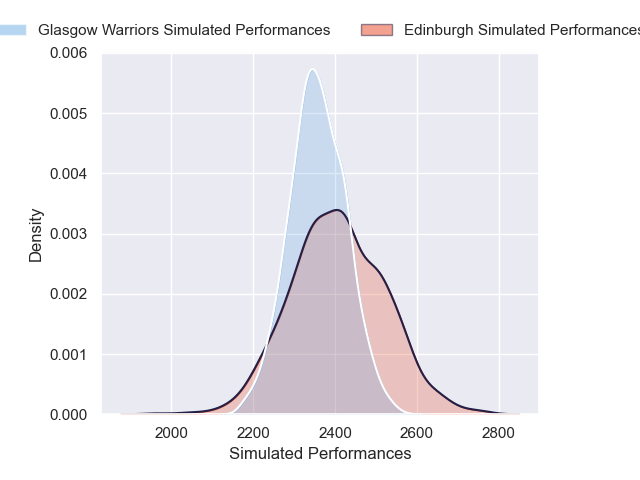 Glasgow Warriors Simulated Performances
Edinburgh Simulated Performances
0.006
0.005
0.004
0.003
0.002
0.001
0.000
Density
2000 2200 2400 2600 2800
Simulated Performances